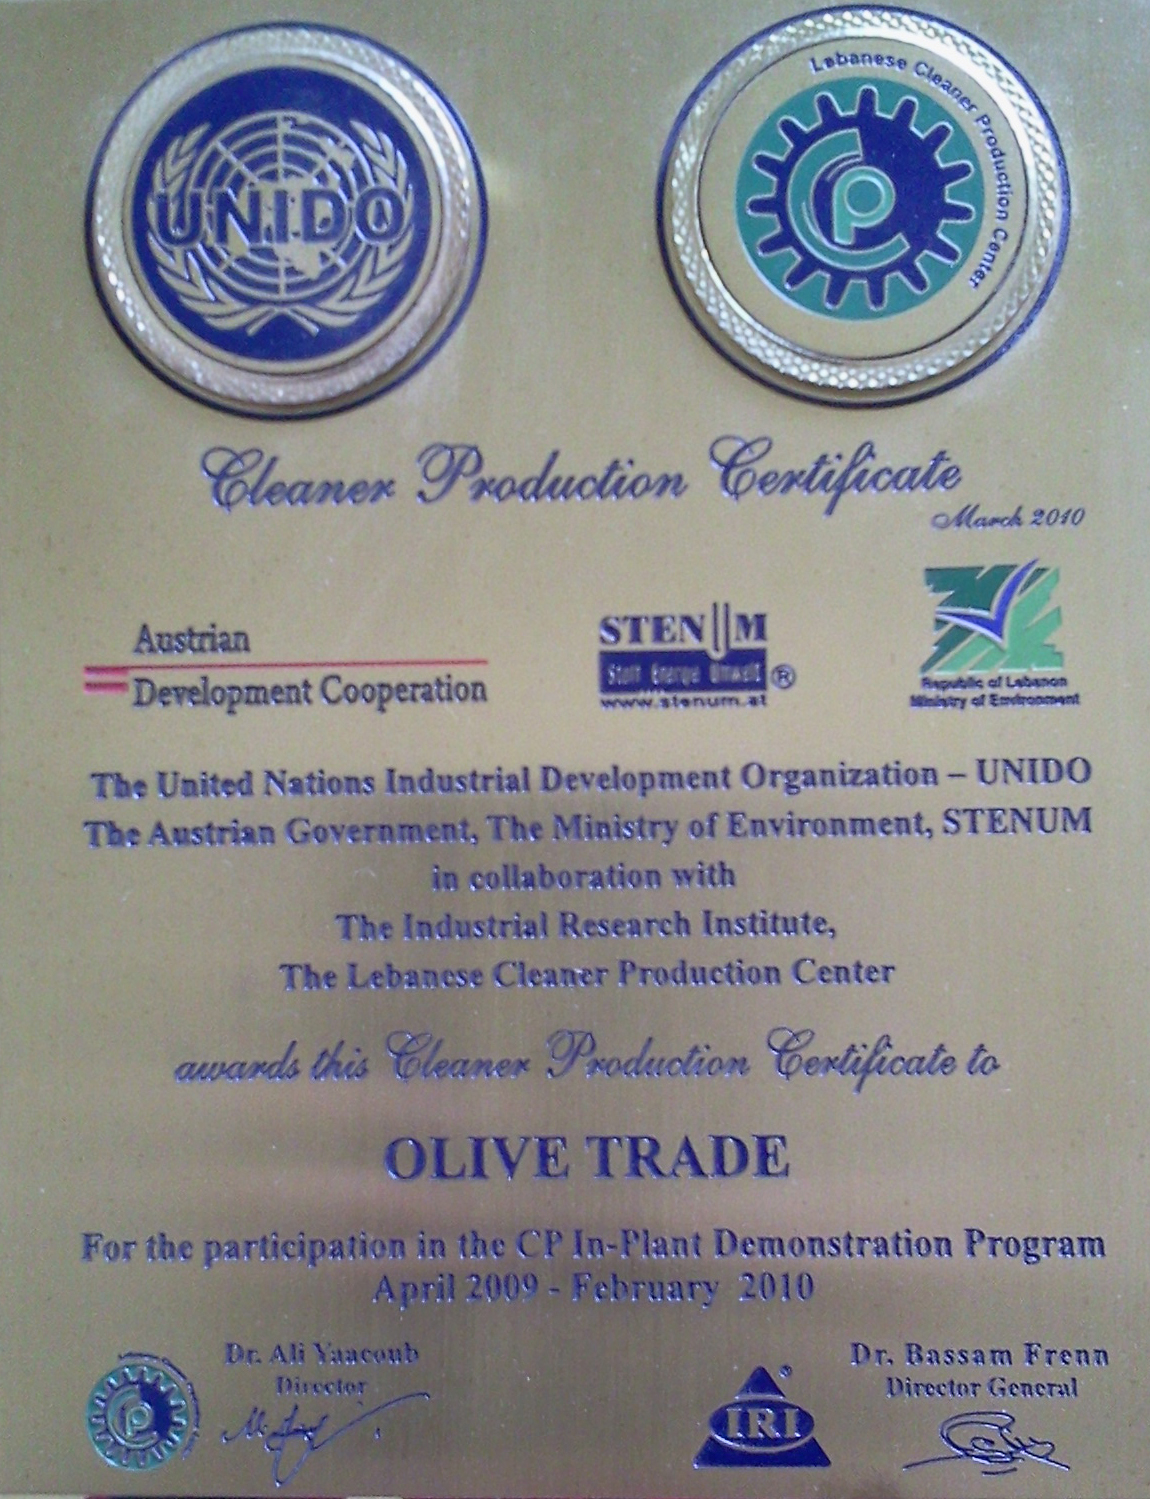 UNIDO
Lebanese Cleaner Production Center
cp
Cleaner Production Certificate
March 2010
Austrian
Development Cooperation
STENUM
Stoff Energie Umwelt ®
www.stenum.at
Republic of Lebanon
Ministry of Environment
The United Nations Industrial Development Organization – UNIDO
The Austrian Government, The Ministry of Environment, STENUM
in collaboration with
The Industrial Research Institute,
The Lebanese Cleaner Production Center
awards this Cleaner Production Certificate to
OLIVE TRADE
For the participation in the CP In-Plant Demonstration Program
April 2009 - February 2010
Dr. Ali Yaacoub
Director
Dr. Bassam Frenn
Director General
IRI ®